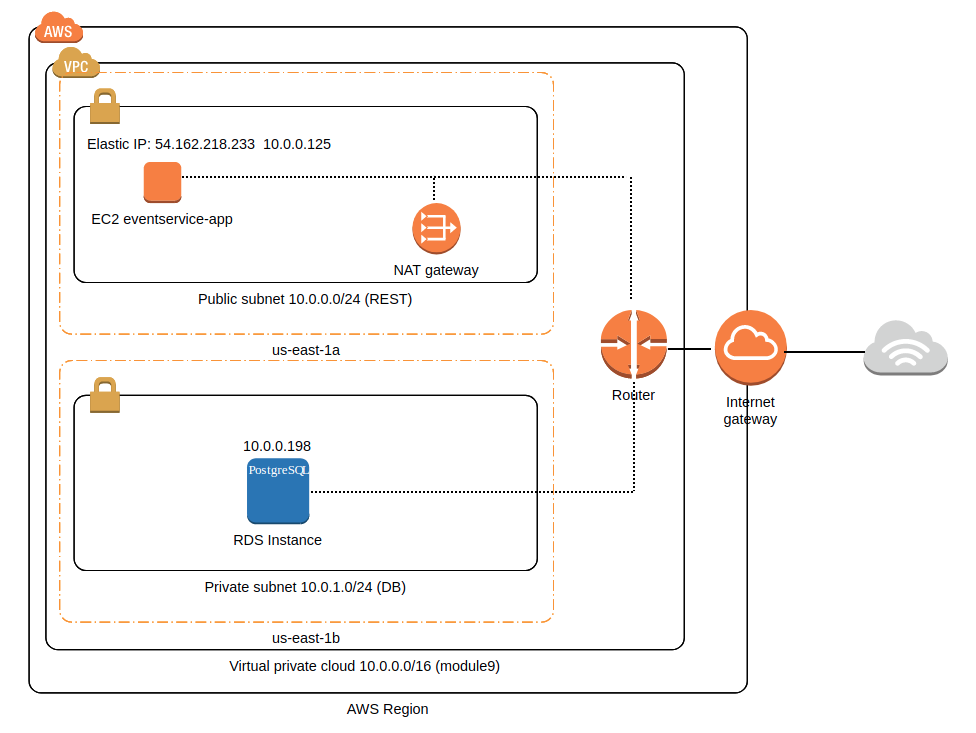 AWS
VPC
Elastic IP: 54.162.218.233  10.0.0.125
EC2 eventservice-app
NAT gateway
Public subnet 10.0.0.0/24 (REST)
us-east-1a
Router
Internet
gateway
10.0.0.198
PostgreSQL
RDS Instance
Private subnet 10.0.1.0/24 (DB)
us-east-1b
Virtual private cloud 10.0.0.0/16 (module9)
AWS Region